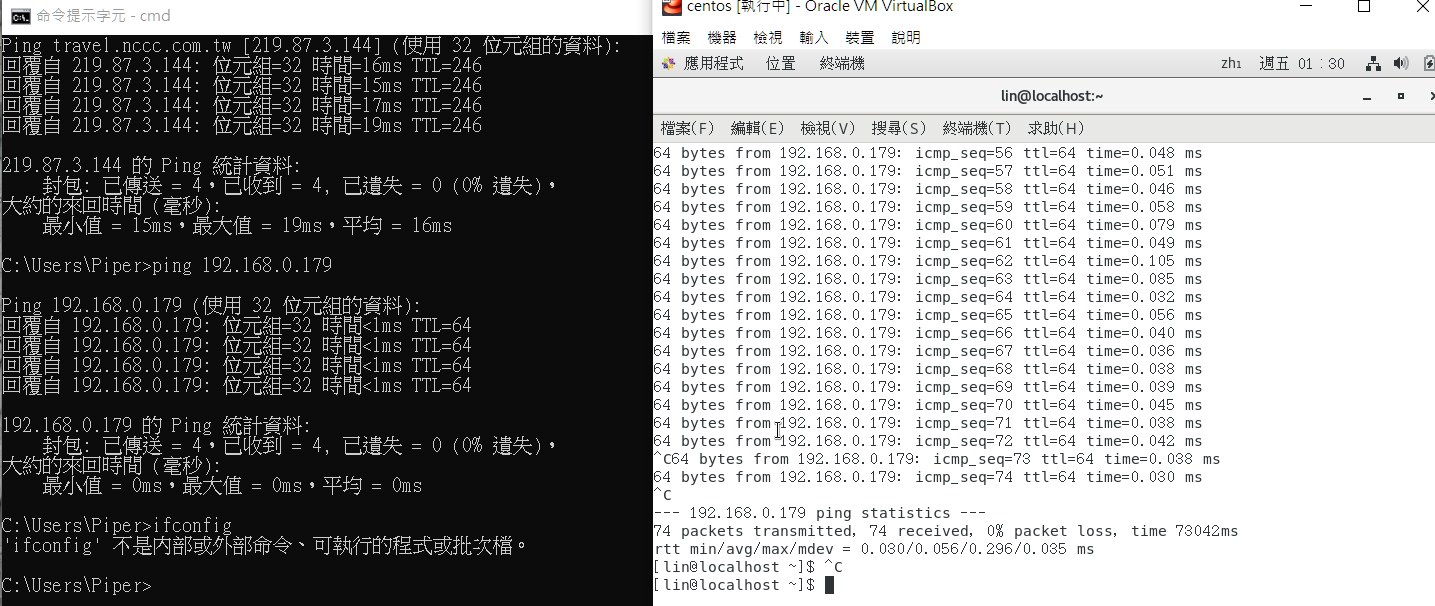 命令提示字元 - cmd
Ping travel.nccc.com.tw [219.87.3.144] (使用 32 位元組的資料):
回覆自 219.87.3.144: 位元組=32 時間=16ms TTL=246
回覆自 219.87.3.144: 位元組=32 時間=15ms TTL=246
回覆自 219.87.3.144: 位元組=32 時間=17ms TTL=246
回覆自 219.87.3.144: 位元組=32 時間=19ms TTL=246
219.87.3.144 的 Ping 統計資料:
封包: 已傳送 = 4，已收到 = 4, 已遺失 = 0 (0% 遺失)，
大約的來回時間 (毫秒):
最小值 = 15ms，最大值 = 19ms，平均 = 16ms
C:\Users\Piper>ping 192.168.0.179
Ping 192.168.0.179 (使用 32 位元組的資料):
回覆自 192.168.0.179: 位元組=32 時間<1ms TTL=64
回覆自 192.168.0.179: 位元組=32 時間<1ms TTL=64
回覆自 192.168.0.179: 位元組=32 時間<1ms TTL=64
回覆自 192.168.0.179: 位元組=32 時間<1ms TTL=64
192.168.0.179 的 Ping 統計資料:
封包: 已傳送 = 4，已收到 = 4, 已遺失 = 0 (0% 遺失)，
大約的來回時間 (毫秒):
最小值 = 0ms，最大值 = 0ms，平均 = 0ms
C:\Users\Piper>ifconfig
'ifconfig' 不是內部或外部命令、可執行的程式或批次檔。
C:\Users\Piper>
centos [執行中] - Oracle VM VirtualBox
檔案 機器 檢視 輸入 裝置 說明
應用程式 位置 終端機 zh₁ 週五 01：30
lin@localhost:~
檔案(F) 編輯(E) 檢視(V) 搜尋(S) 終端機(T) 求助(H)
64 bytes from 192.168.0.179: icmp_seq=56 ttl=64 time=0.048 ms
64 bytes from 192.168.0.179: icmp_seq=57 ttl=64 time=0.051 ms
64 bytes from 192.168.0.179: icmp_seq=58 ttl=64 time=0.046 ms
64 bytes from 192.168.0.179: icmp_seq=59 ttl=64 time=0.058 ms
64 bytes from 192.168.0.179: icmp_seq=60 ttl=64 time=0.079 ms
64 bytes from 192.168.0.179: icmp_seq=61 ttl=64 time=0.049 ms
64 bytes from 192.168.0.179: icmp_seq=62 ttl=64 time=0.105 ms
64 bytes from 192.168.0.179: icmp_seq=63 ttl=64 time=0.085 ms
64 bytes from 192.168.0.179: icmp_seq=64 ttl=64 time=0.032 ms
64 bytes from 192.168.0.179: icmp_seq=65 ttl=64 time=0.056 ms
64 bytes from 192.168.0.179: icmp_seq=66 ttl=64 time=0.040 ms
64 bytes from 192.168.0.179: icmp_seq=67 ttl=64 time=0.036 ms
64 bytes from 192.168.0.179: icmp_seq=68 ttl=64 time=0.038 ms
64 bytes from 192.168.0.179: icmp_seq=69 ttl=64 time=0.039 ms
64 bytes from 192.168.0.179: icmp_seq=70 ttl=64 time=0.045 ms
64 bytes from 192.168.0.179: icmp_seq=71 ttl=64 time=0.038 ms
64 bytes from 192.168.0.179: icmp_seq=72 ttl=64 time=0.042 ms
^C64 bytes from 192.168.0.179: icmp_seq=73 ttl=64 time=0.038 ms
64 bytes from 192.168.0.179: icmp_seq=74 ttl=64 time=0.030 ms
^C
--- 192.168.0.179 ping statistics ---
74 packets transmitted, 74 received, 0% packet loss, time 73042ms
rtt min/avg/max/mdev = 0.030/0.056/0.296/0.035 ms
[lin@localhost ~]$ ^C
[lin@localhost ~]$